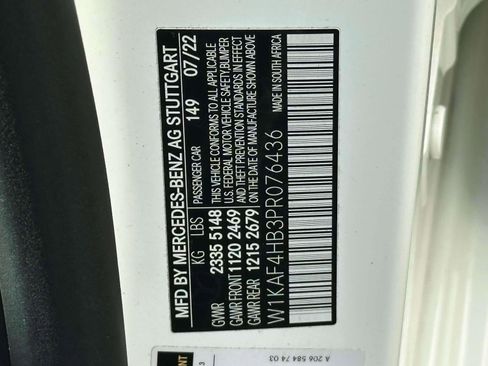 MFD BY MERCEDES-BENZ AG STUTTGART
PASSENGER CAR 149 07/22
KG LBS THIS VEHICLE CONFORMS TO ALL APPLICABLE
GVWR 2335 5148 U.S. FEDERAL MOTOR VEHICLE SAFETY, BUMPER
GAWR FRONT 1120 2469 AND THEFT PREVENTION STANDARDS IN EFFECT
GAWR REAR 1215 2679 ON THE DATE OF MANUFACTURE SHOWN ABOVE
W1KAF4HB3PR076436 MADE IN SOUTH AFRICA
A 206 584 74 03